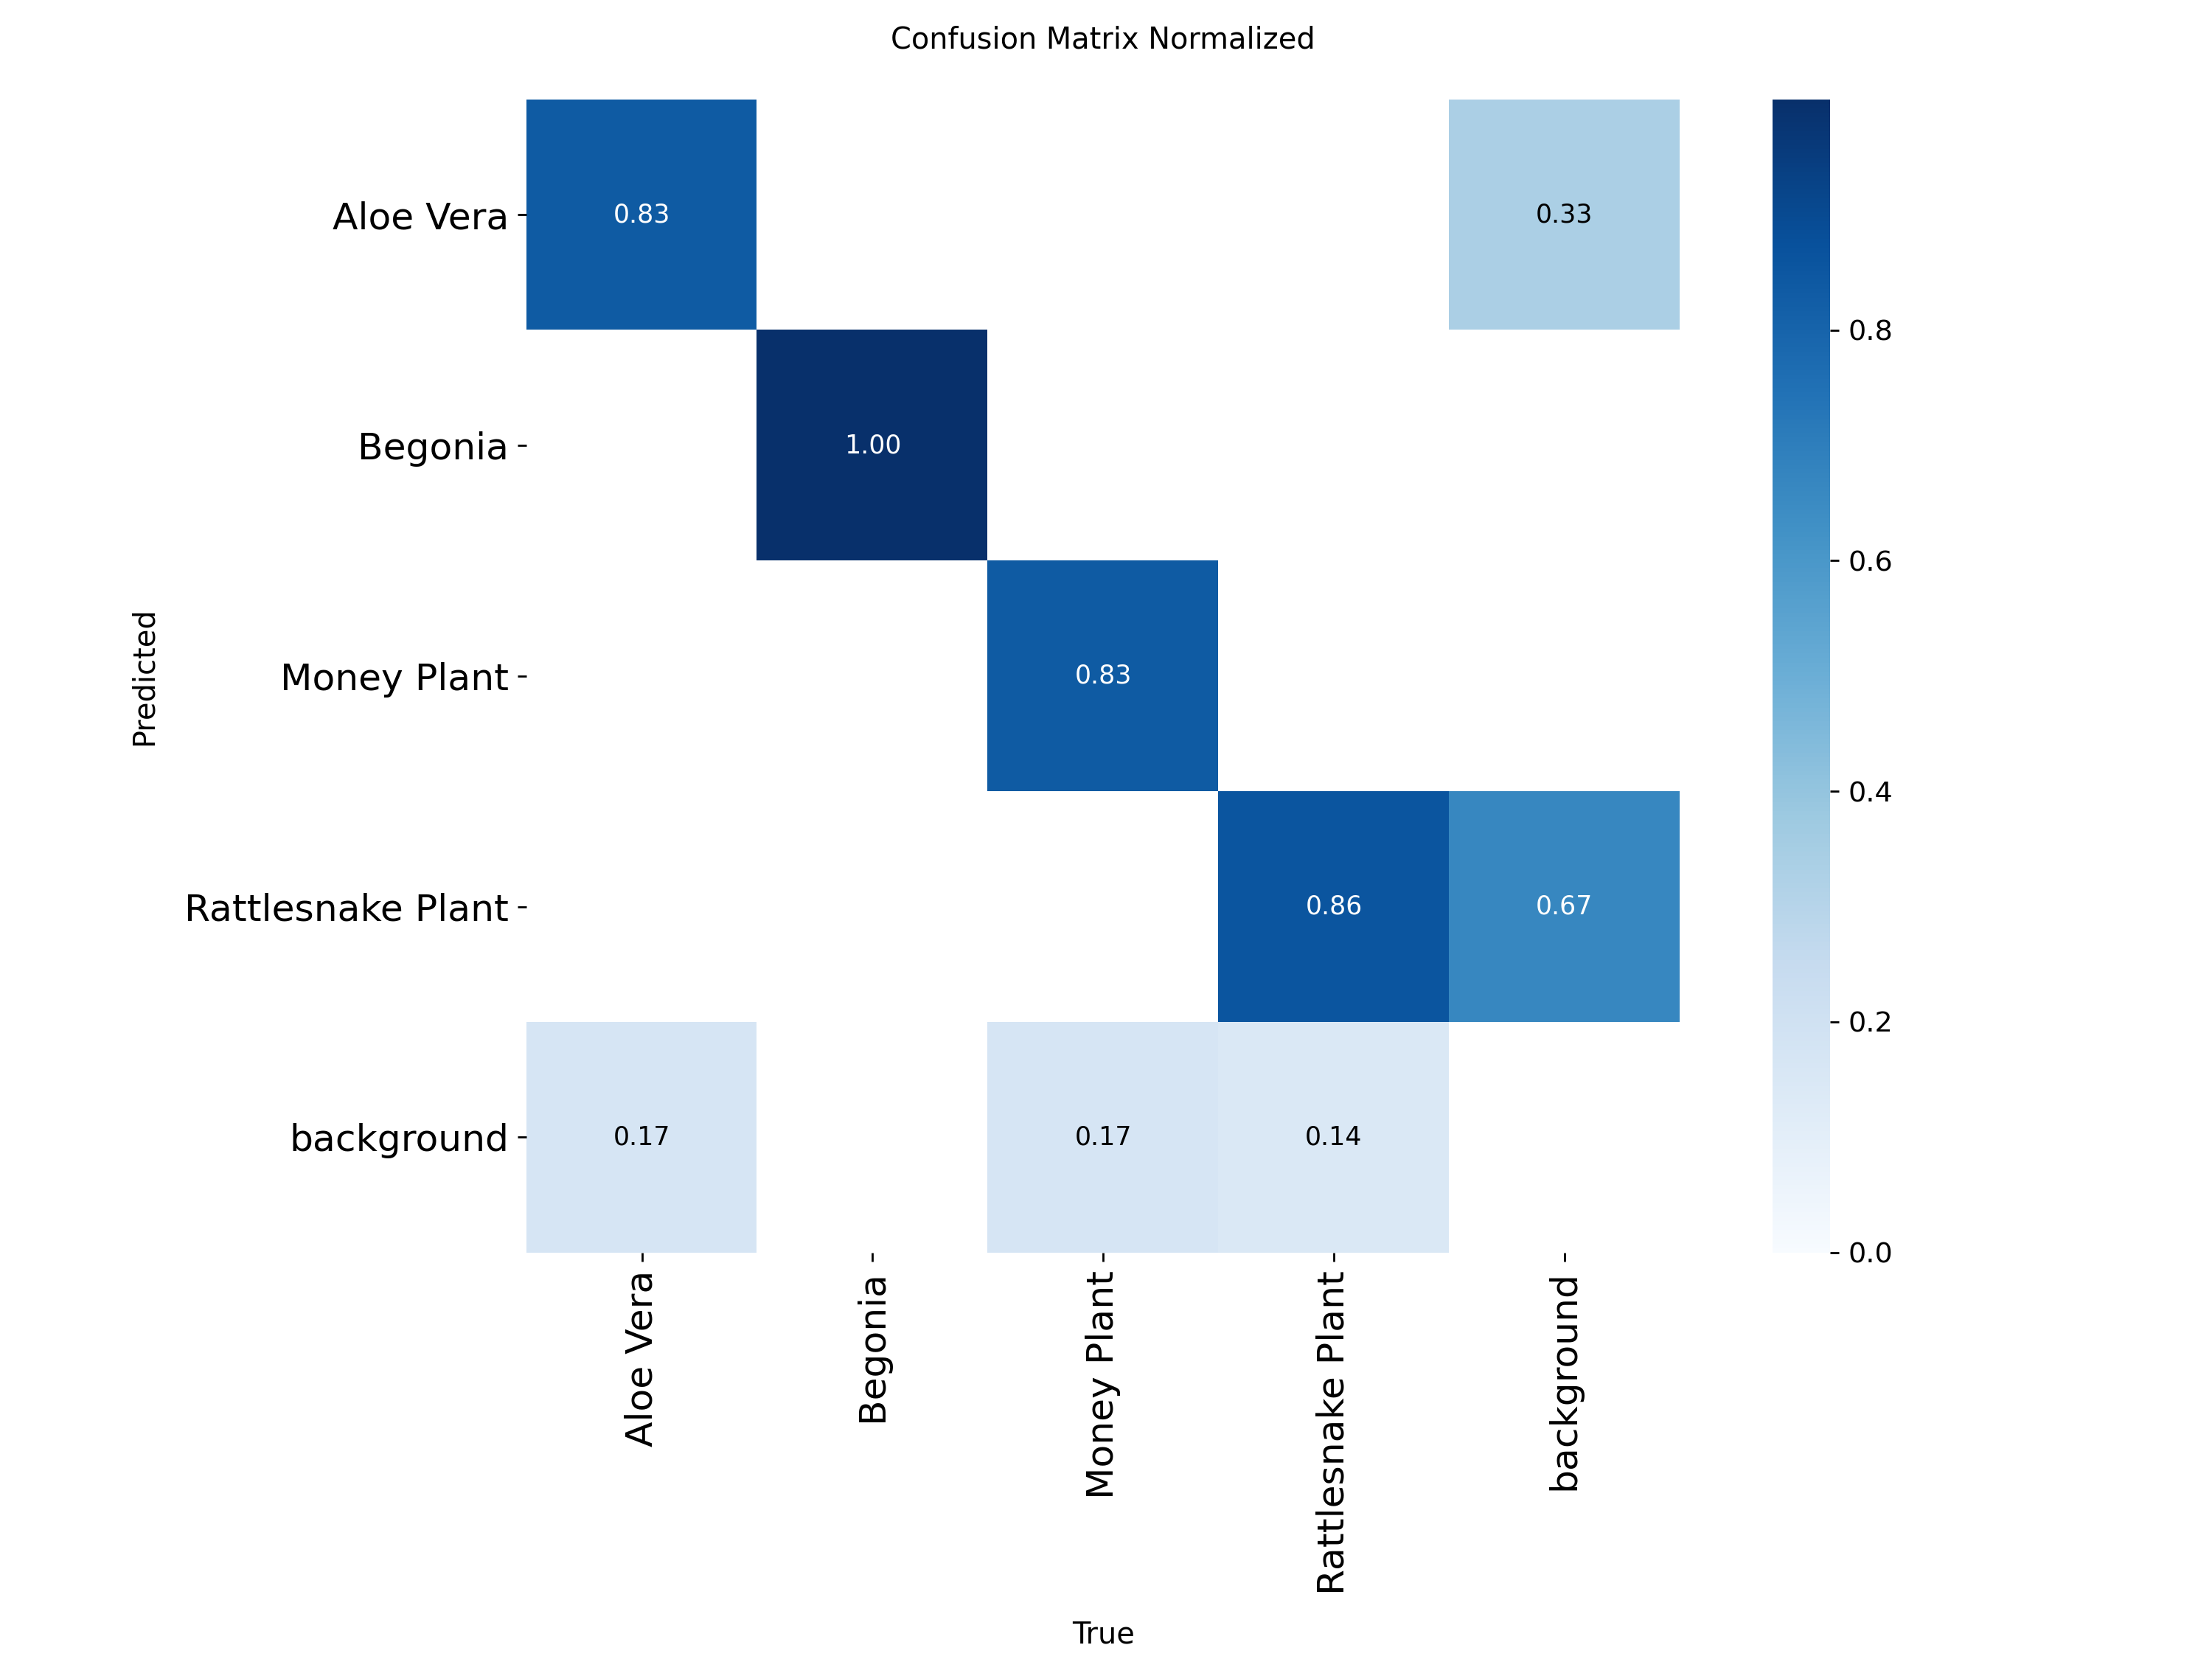 Confusion Matrix Normalized
Aloe Vera
0.83
0.33
Begonia
1.00
Money Plant
0.83
Rattlesnake Plant
0.86
0.67
background
0.17
0.17
0.14
Predicted
Aloe Vera
Begonia
Money Plant
Rattlesnake Plant
background
True
0.8
0.6
0.4
0.2
0.0